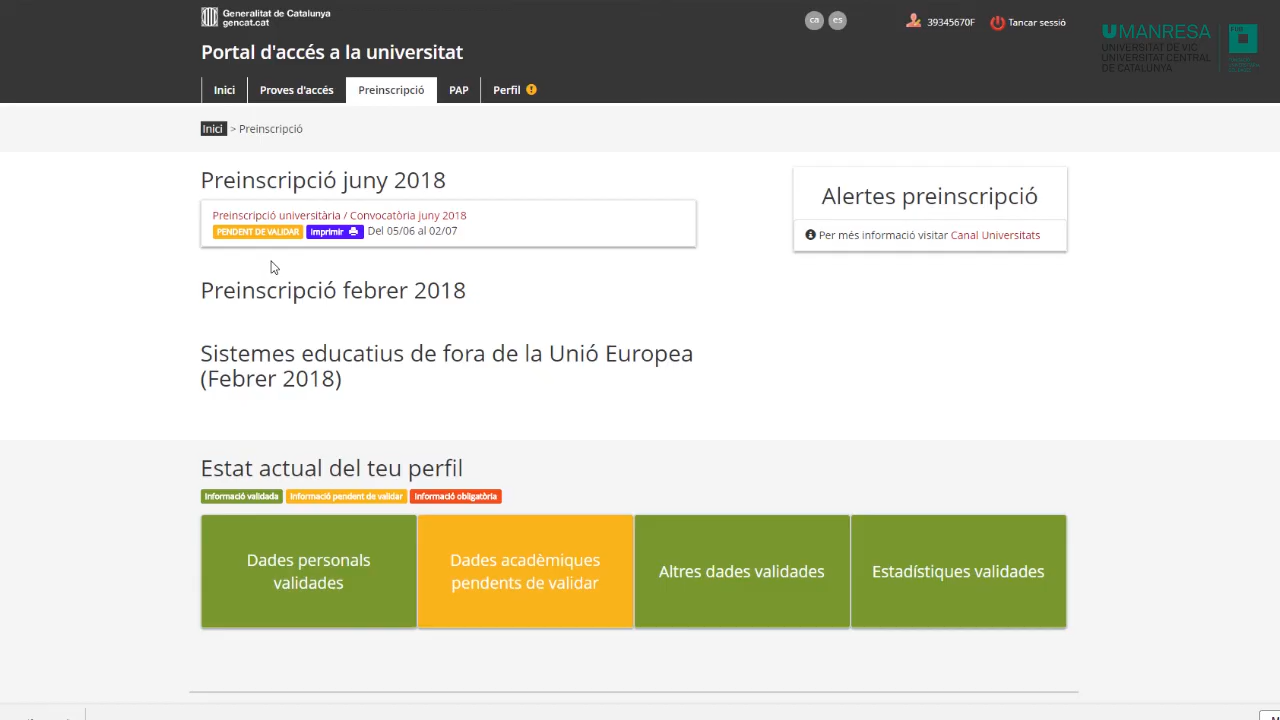 Generalitat de Catalunya
gencat.cat
ca
es
39345670F
Tancar sessió
UMANRESA
UNIVERSITAT DE VIC
UNIVERSITAT CENTRAL
DE CATALUNYA
FUB
Portal d'accés a la universitat
Inici
Proves d'accés
Preinscripció
PAP
Perfil
Inici > Preinscripció
Preinscripció juny 2018
Preinscripció universitària / Convocatòria juny 2018
PENDENT DE VALIDAR Imprimir Del 05/06 al 02/07
Alertes preinscripció
Per més informació visitar Canal Universitats
Preinscripció febrer 2018
Sistemes educatius de fora de la Unió Europea
(Febrer 2018)
Estat actual del teu perfil
Informació validada
Informació pendent de validar
Informació obligatòria
Dades personals
validades
Dades acadèmiques
pendents de validar
Altres dades validades
Estadístiques validades